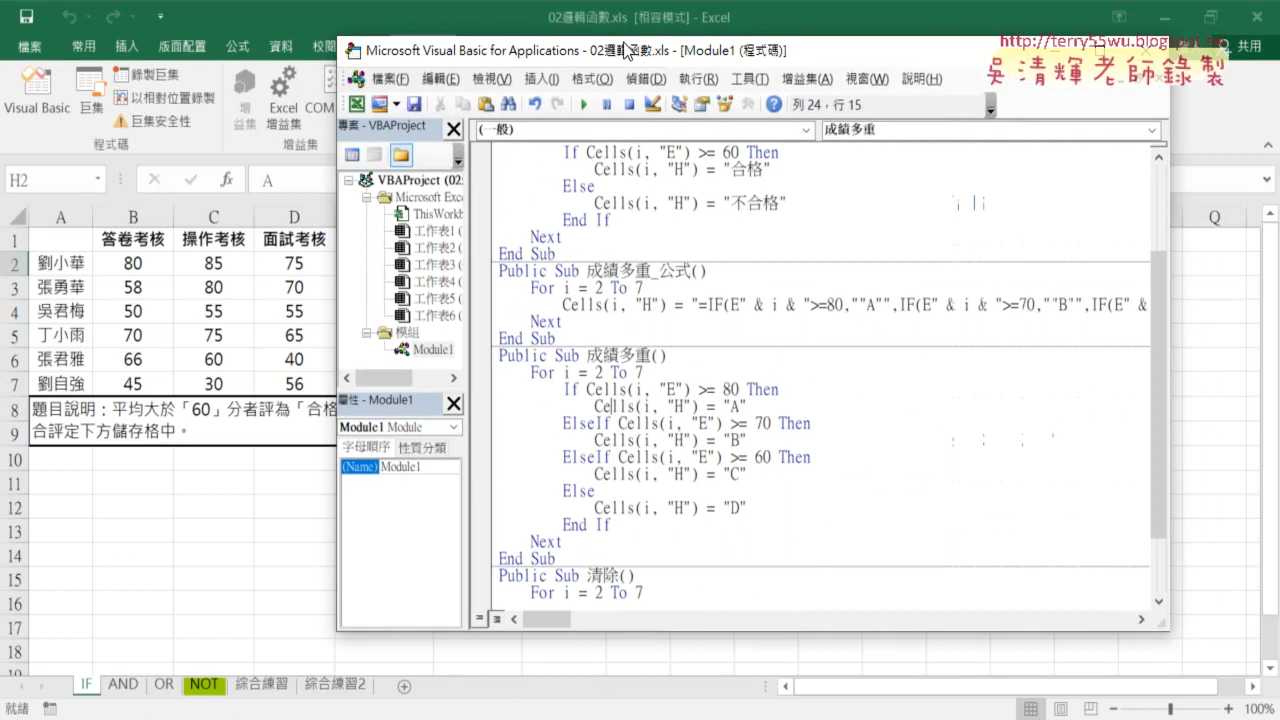 02邏輯函數.xls [相容模式] - Excel
檔案 常用 插入 版面配置 公式 資料 校閱 共用
http://terry55wu.blogspot.tw
吳清輝老師錄製
Visual Basic 巨集 錄製巨集 以相對位置錄製 巨集安全性 程式碼
增益集 Excel 增益集 COM 增益集
Microsoft Visual Basic for Applications - 02邏輯函數.xls - [Module1 (程式碼)]
檔案(F) 編輯(E) 檢視(V) 插入(I) 格式(O) 偵錯(D) 執行(R) 工具(T) 增益集(A) 視窗(W) 說明(H)
列 24，行 15
專案 - VBAProject
VBAProject (02
Microsoft Exce
ThisWorkb
工作表1
工作表2
工作表3
工作表4
工作表5
工作表6
模組
Module1
屬性 - Module1
Module1 Module
字母順序 性質分類
(Name) Module1
(一般) 成績多重
If Cells(i, "E") >= 60 Then
Cells(i, "H") = "合格"
Else
Cells(i, "H") = "不合格"
End If
Next
End Sub
Public Sub 成績多重_公式()
For i = 2 To 7
Cells(i, "H") = "=IF(E" & i & ">=80,""A"",IF(E" & i & ">=70,""B"",IF(E" &
Next
End Sub
Public Sub 成績多重()
For i = 2 To 7
If Cells(i, "E") >= 80 Then
Cells(i, "H") = "A"
ElseIf Cells(i, "E") >= 70 Then
Cells(i, "H") = "B"
ElseIf Cells(i, "E") >= 60 Then
Cells(i, "H") = "C"
Else
Cells(i, "H") = "D"
End If
Next
End Sub
Public Sub 清除()
For i = 2 To 7
H2 fx A
A B C D Q
1 答卷考核 操作考核 面試考核
2 劉小華 80 85 75
3 張勇華 58 80 70
4 吳君梅 50 55 55
5 丁小雨 70 75 65
6 張君雅 66 60 40
7 劉自強 45 30 56
8 題目說明：平均大於「60」分者評為「合格
9 合評定下方儲存格中。
10
11
12
13
14
15
16
17
18
IF AND OR NOT 綜合練習 綜合練習2
就緒 100%